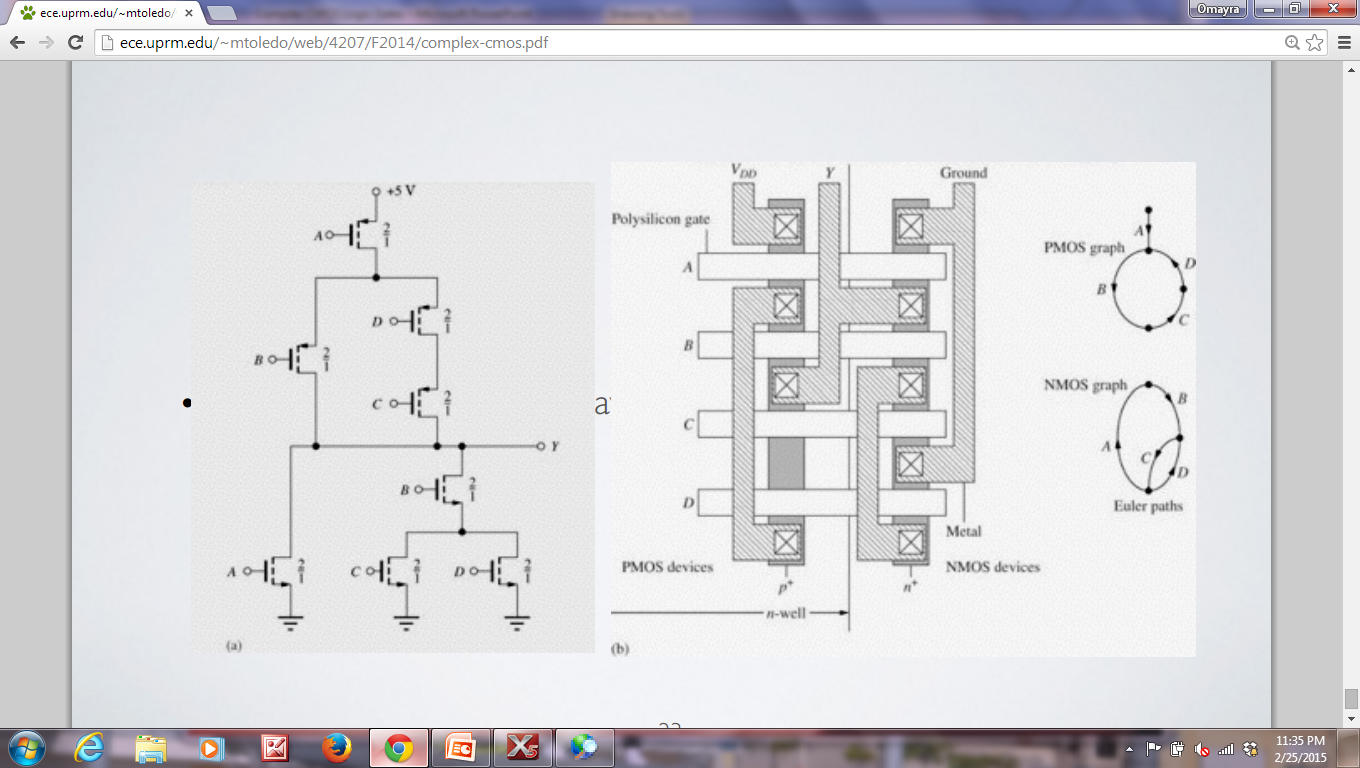 ece.uprm.edu/~mtoledo/
Omayra
ece.uprm.edu/~mtoledo/web/4207/F2014/complex-cmos.pdf
+5 V
A
2
1
D
2
1
B
2
1
C
2
1
Y
B
2
1
A
2
1
C
2
1
D
2
1
(a)
VDD
Y
Ground
Polysilicon gate
A
B
C
D
Metal
PMOS devices
NMOS devices
p+
n+
n-well
(b)
A
PMOS graph
D
B
C
NMOS graph
B
A
C
D
Euler paths
11:35 PM
2/25/2015